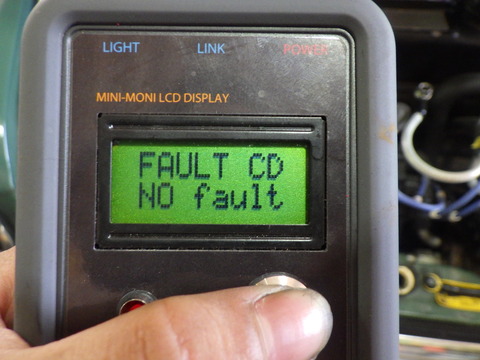 LIGHT LINK POWER
MINI-MONI LCD DISPLAY
FAULT CD
NO fault